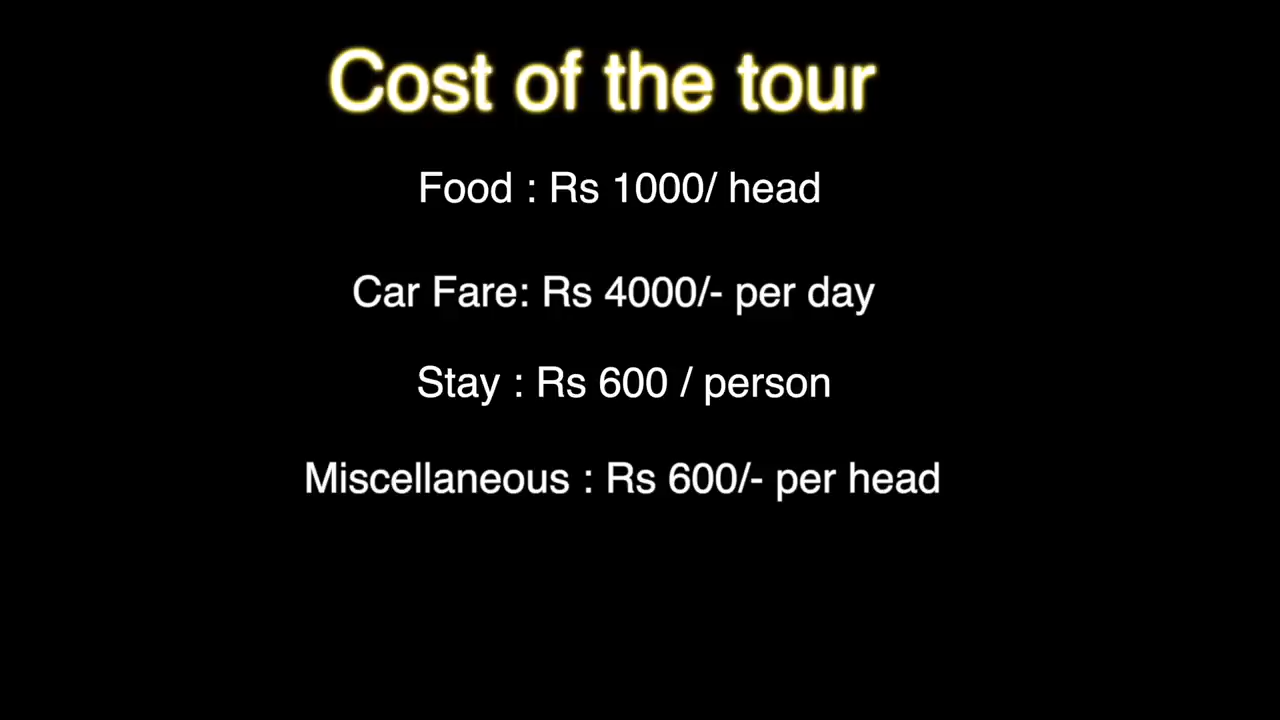 Cost of the tour
Food : Rs 1000/ head
Car Fare: Rs 4000/- per day
Stay : Rs 600 / person
Miscellaneous : Rs 600/- per head